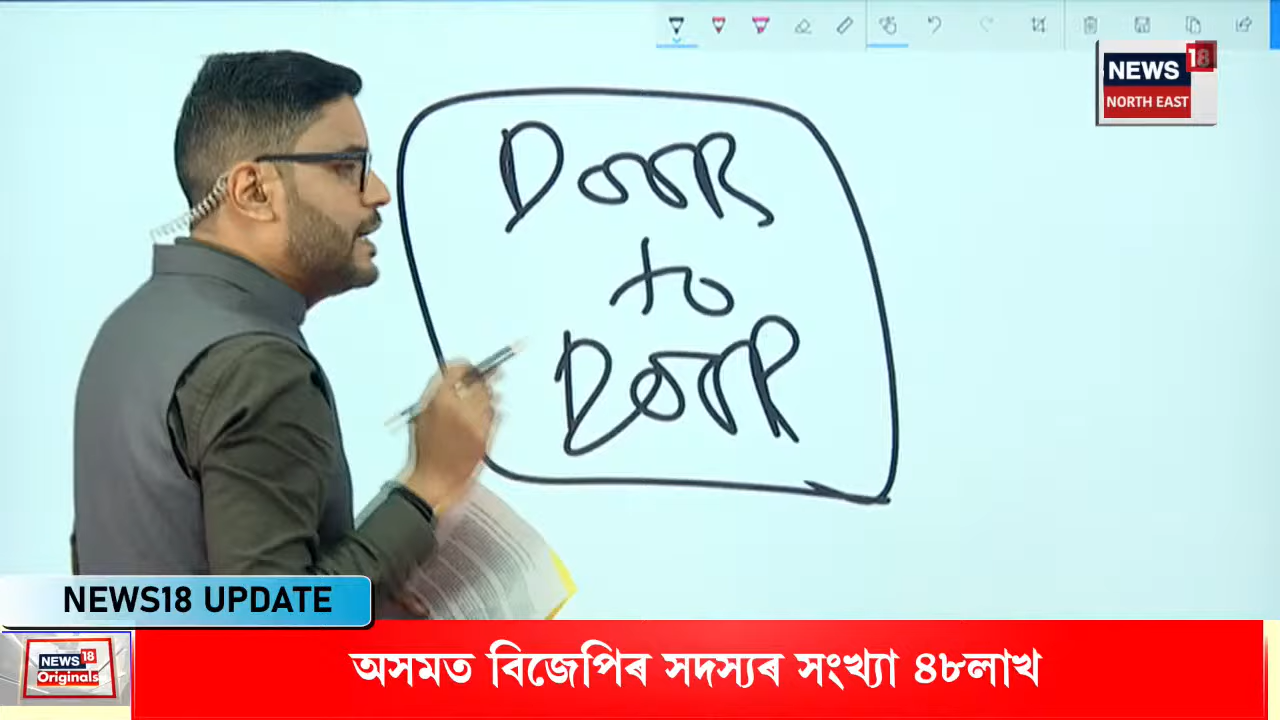 NEWS 18
NORTH EAST
DOOR
to
DOOR
NEWS18 UPDATE
NEWS 18
Originals
অসমত বিজেপিৰ সদস্যৰ সংখ্যা ৪৮লাখ